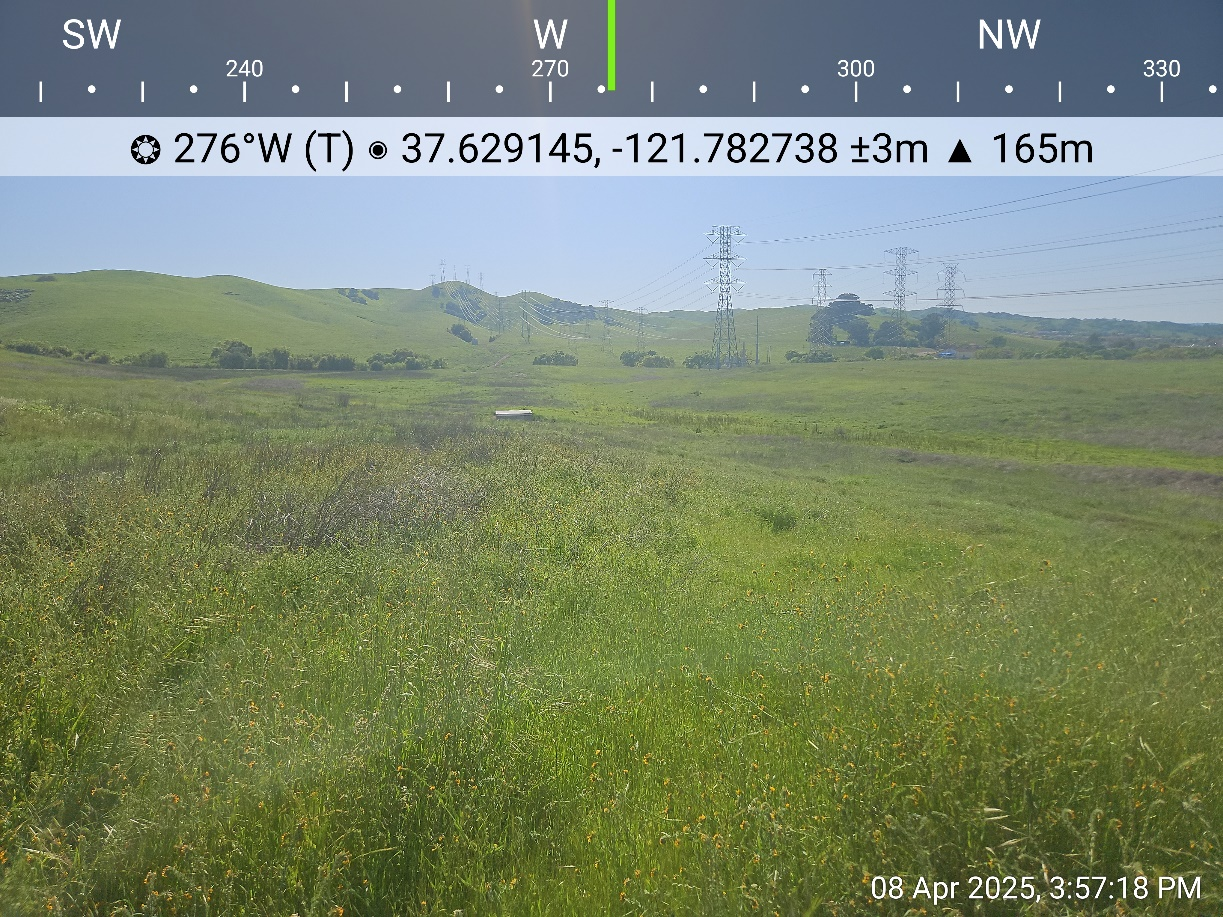 SW W NW
240 270 300 330
276°W (T) 37.629145, -121.782738 ±3m ▲ 165m
08 Apr 2025, 3:57:18 PM